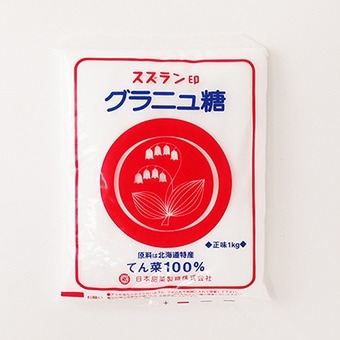 スズラン印
グラニュ糖
◆正味1kg◆
原料は北海道特産
てん菜100%
日本甜菜製糖株式会社